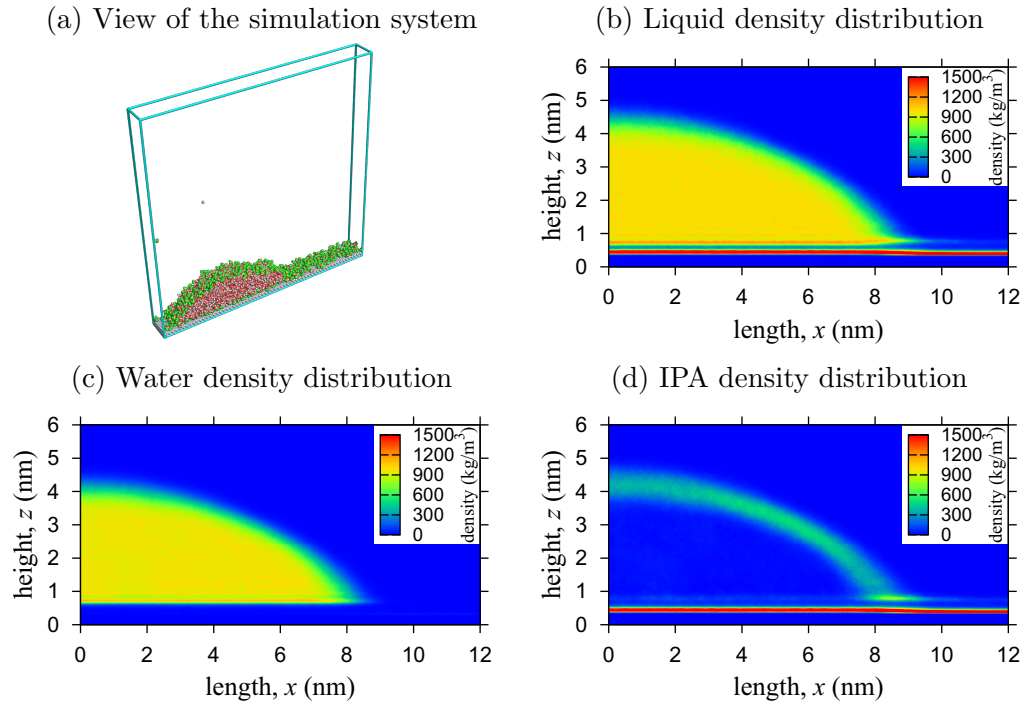 (a) View of the simulation system
(b) Liquid density distribution
6
5
4
3
2
1
0
0 2 4 6 8 10 12
height, z (nm)
length, x (nm)
1500
1200
900
600
300
0
density (kg/m³)
(c) Water density distribution
6
5
4
3
2
1
0
0 2 4 6 8 10 12
height, z (nm)
length, x (nm)
1500
1200
900
600
300
0
density (kg/m³)
(d) IPA density distribution
6
5
4
3
2
1
0
0 2 4 6 8 10 12
height, z (nm)
length, x (nm)
1500
1200
900
600
300
0
density (kg/m³)